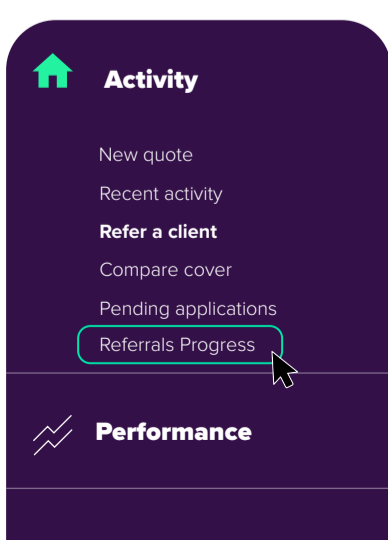 Activity
New quote
Recent activity
Refer a client
Compare cover
Pending applications
Referrals Progress
Performance